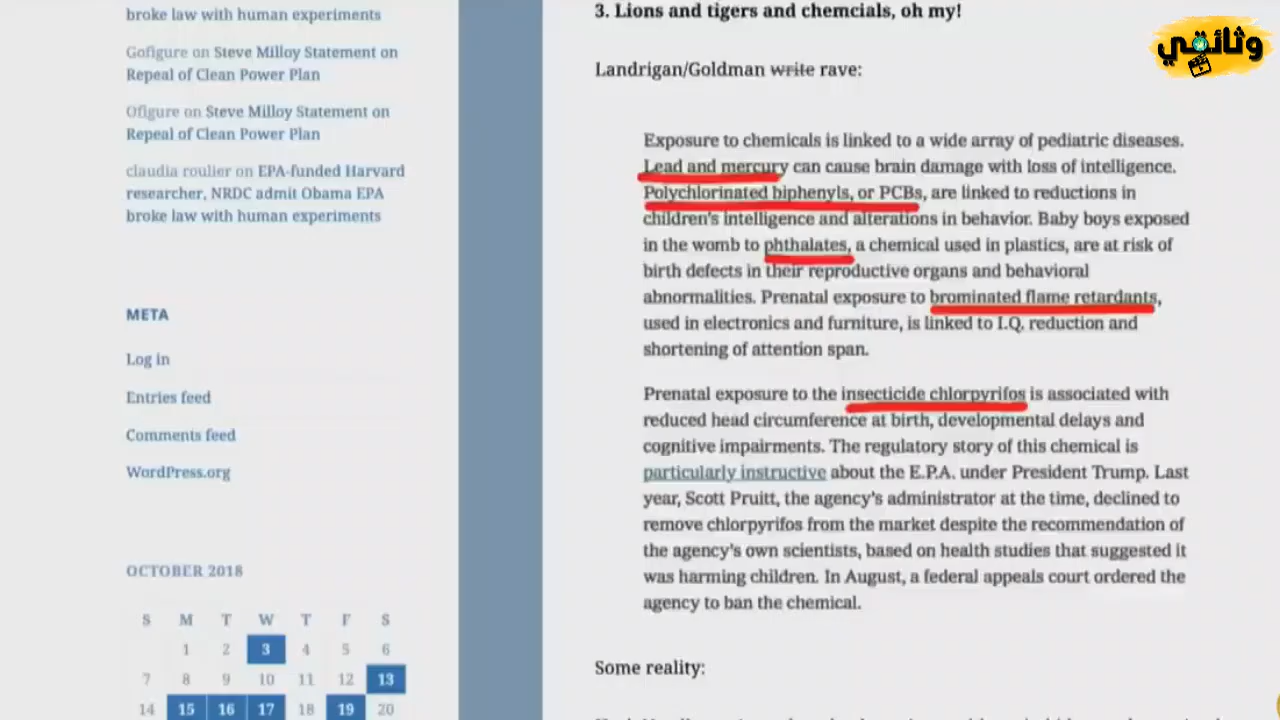 broke law with human experiments
Gofigure on Steve Milloy Statement on
Repeal of Clean Power Plan
Ofigure on Steve Milloy Statement on
Repeal of Clean Power Plan
claudia roulier on EPA-funded Harvard
researcher, NRDC admit Obama EPA
broke law with human experiments
META
Log in
Entries feed
Comments feed
WordPress.org
OCTOBER 2018
S M T W T F S
1 2 3 4 5 6
7 8 9 10 11 12 13
14 15 16 17 18 19 20
3. Lions and tigers and chemcials, oh my!
Landrigan/Goldman write rave:
Exposure to chemicals is linked to a wide array of pediatric diseases.
Lead and mercury can cause brain damage with loss of intelligence.
Polychlorinated biphenyls, or PCBs, are linked to reductions in
children's intelligence and alterations in behavior. Baby boys exposed
in the womb to phthalates, a chemical used in plastics, are at risk of
birth defects in their reproductive organs and behavioral
abnormalities. Prenatal exposure to brominated flame retardants,
used in electronics and furniture, is linked to I.Q. reduction and
shortening of attention span.
Prenatal exposure to the insecticide chlorpyrifos is associated with
reduced head circumference at birth, developmental delays and
cognitive impairments. The regulatory story of this chemical is
particularly instructive about the E.P.A. under President Trump. Last
year, Scott Pruitt, the agency's administrator at the time, declined to
remove chlorpyrifos from the market despite the recommendation of
the agency's own scientists, based on health studies that suggested it
was harming children. In August, a federal appeals court ordered the
agency to ban the chemical.
Some reality:
وثائقي